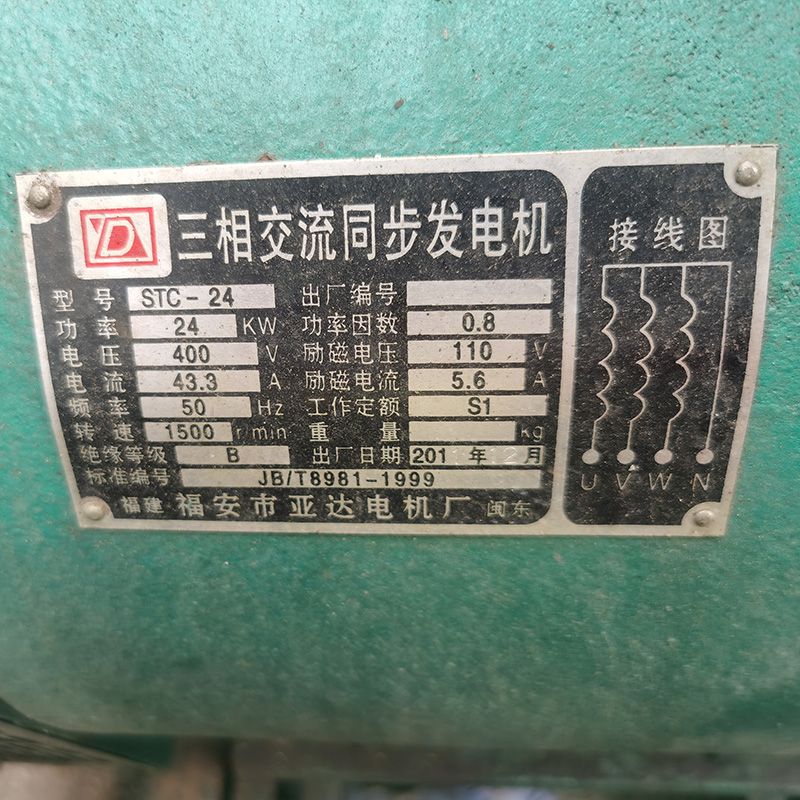 YD 三相交流同步发电机
型号 STC-24 出厂编号
功率 24 KW 功率因数 0.8
电压 400 V 励磁电压 110 V
电流 43.3 A 励磁电流 5.6 A
频率 50 Hz 工作定额 S1
转速 1500 r/min 重量 kg
绝缘等级 B 出厂日期 201 年12月
标准编号 JB/T8981-1999
福建 福安市亚达电机厂 闽东
接线图
U V W N